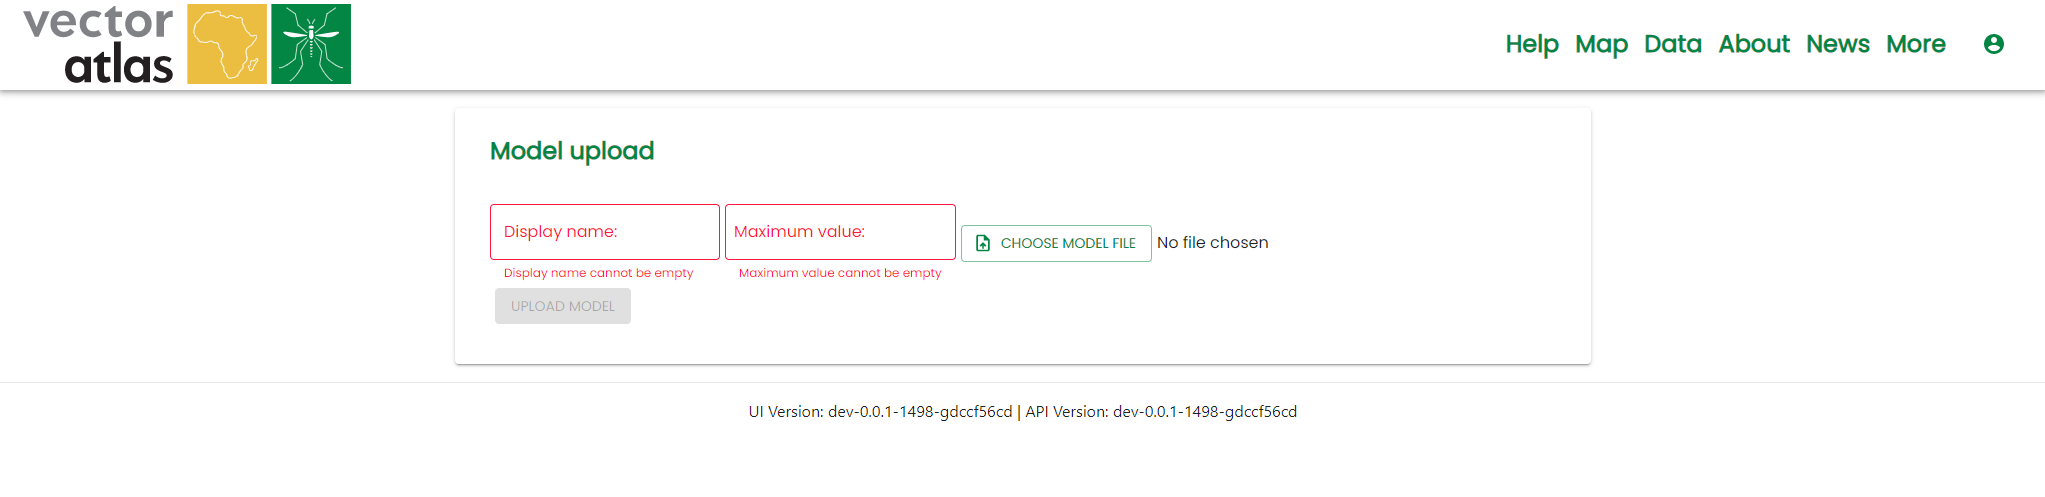 vector
atlas
Help Map Data About News More
Model upload
Display name:
Maximum value:
CHOOSE MODEL FILE
No file chosen
Display name cannot be empty
Maximum value cannot be empty
UPLOAD MODEL
UI Version: dev-0.0.1-1498-gdccf56cd | API Version: dev-0.0.1-1498-gdccf56cd